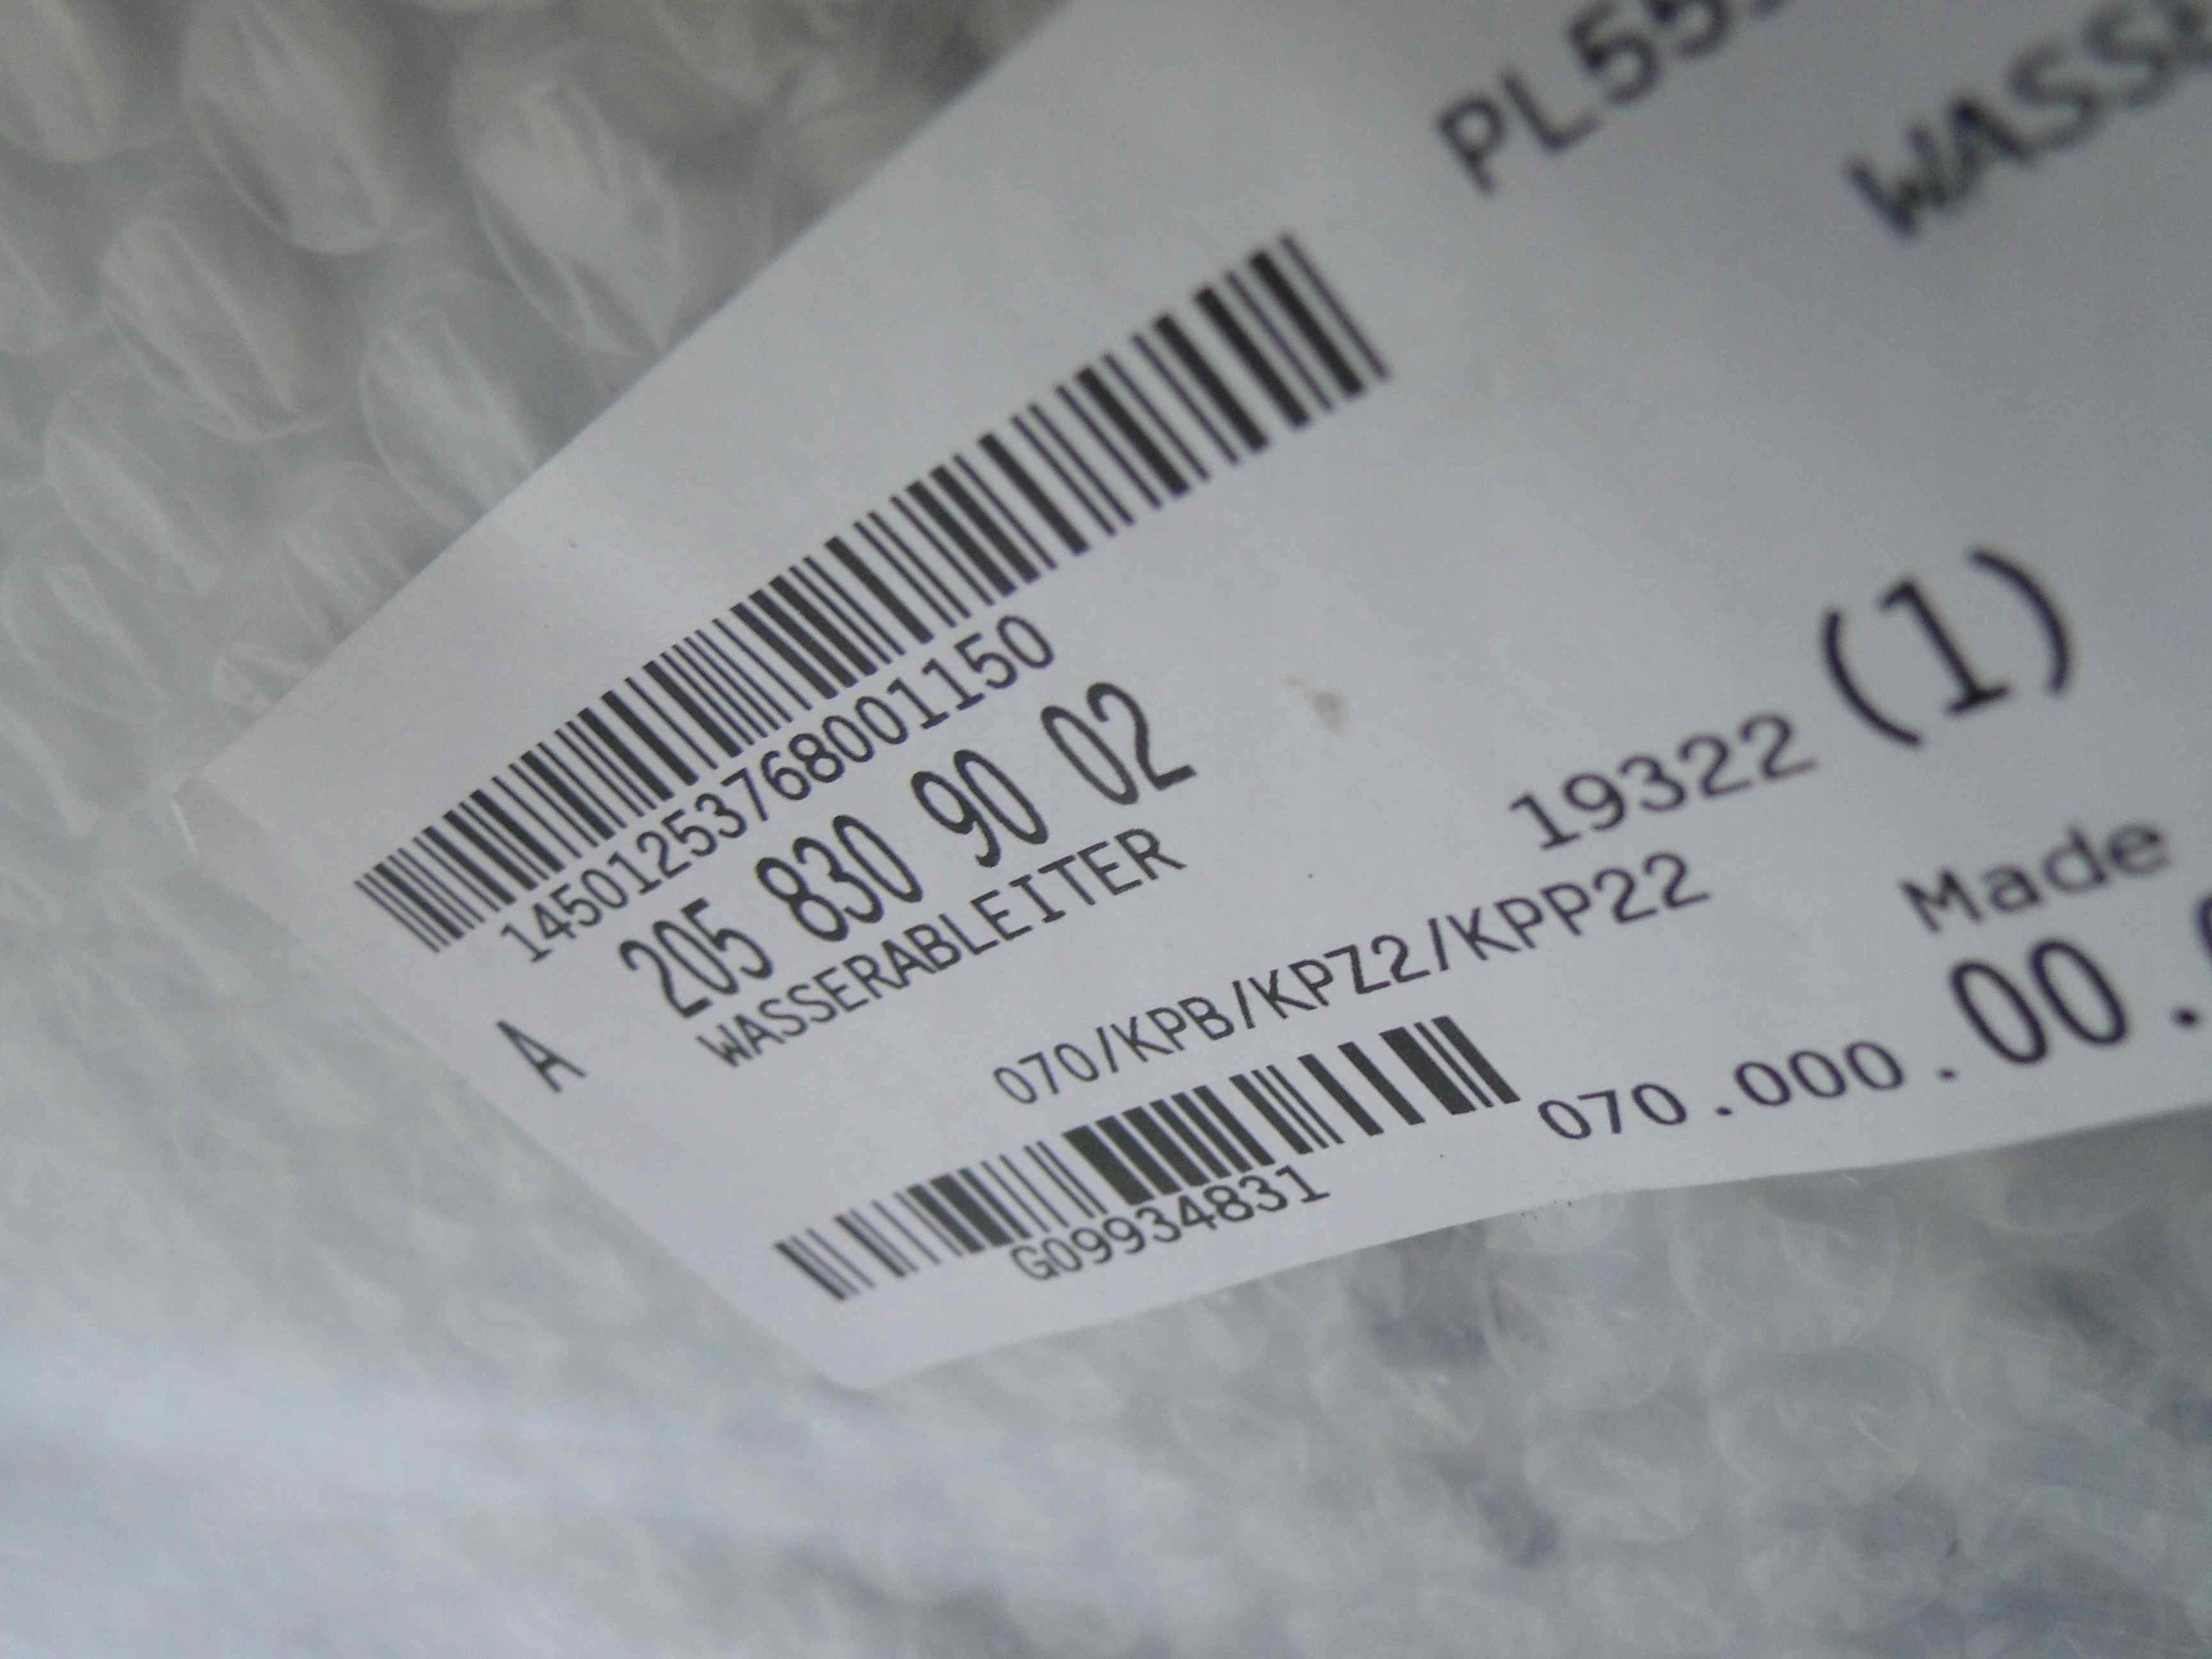 PL55
WASS
14501253768001150
A 205 830 90 02
WASSERABLEITER
19322 (1)
070/KPB/KPZ2/KPP22
Made
070.000.00.
G09934831